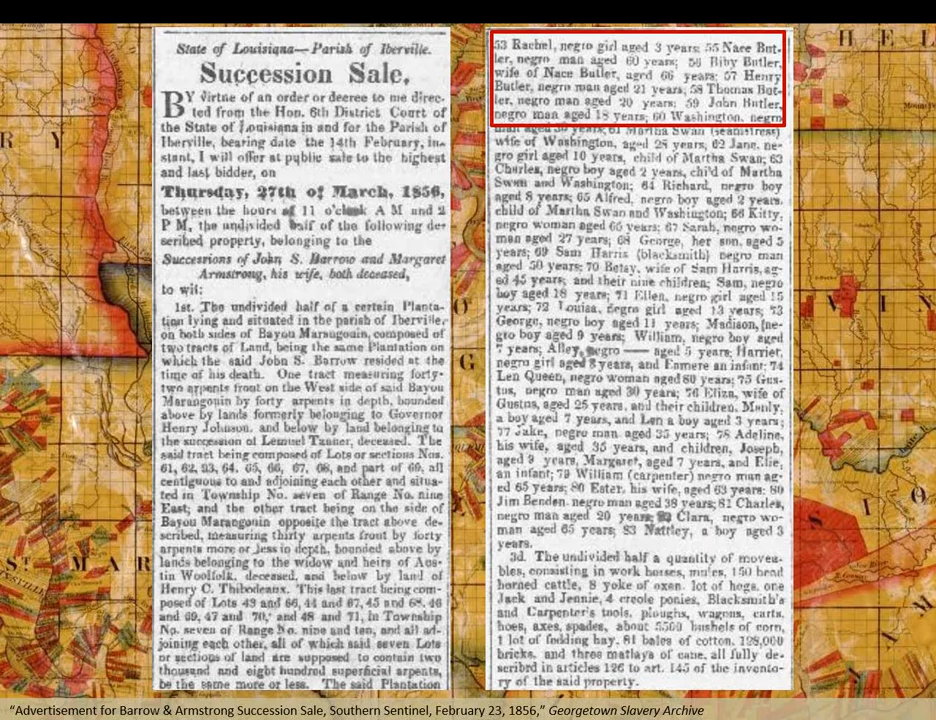 State of Louisiana—Parish of Iberville.
Succession Sale.
BY virtue of an order or decree to me direc-
ted from the Hon. 6th District Court of
the State of Louisiana in and for the Parish of
Iberville, bearing date the 14th February, in-
stant, I will offer at public sale to the highest
and last bidder, on
Thursday, 27th of March, 1856,
between the hours of 11 o'clock A M and 2
P M, the undivided half of the following de-
scribed property, belonging to the
Successions of John S. Barrow and Margaret
Armstrong, his wife, both deceased,
to wit:
1st. The undivided half of a certain Planta-
tion lying and situated in the parish of Iberville,
on both sides of Bayou Marangouin, composed of
two tracts of Land, being the same Plantation on
which the said John S. Barrow resided at the
time of his death. One tract measuring forty-
two arpents front on the West side of said Bayou
Marangouin by forty arpents in depth, bounded
above by lands formerly belonging to Governor
Henry Johnson, and below by land belonging to
the succession of Lemuel Tanner, deceased. The
said tract being composed of Lots or sections Nos.
61, 62, 93, 64, 65, 66, 67, 68, and part of 69, all
contiguous to and adjoining each other and situa-
ted in Township No. seven of Range No. nine
East; and the other tract being on the side of
Bayou Marangouin opposite the tract above de-
scribed, measuring thirty arpents front by forty
arpents more or less in depth, bounded above by
lands belonging to the widow and heirs of Aus-
tin Woolfolk, deceased, and below by land of
Henry C. Thibodeaux. This last tract being com-
posed of Lots 43 and 66, 44 and 67, 45 and 68, 46
and 69, 47 and 70, and 48 and 71, in Township
No. seven of Range No. nine and ten, and all ad-
joining each other, all of which said seven Lots
or sections of land are supposed to contain two
thousand and eight hundred superficial arpents,
be the same more or less. The said Plantation
53 Rachel, negro girl aged 3 years; 55 Nace But-
ler, negro man aged 60 years; 56 Biby Butler,
wife of Nace Butler, aged 66 years; 57 Henry
Butler, negro man aged 21 years; 58 Thomas But-
ler, negro man aged 20 years; 59 John Butler,
negro man aged 18 years; 60 Washington, negro
man aged 30 years; 61 Martha Swan (seamstress)
wife of Washington, aged 28 years, 62 Jane, ne-
gro girl aged 10 years, child of Martha Swan; 63
Charles, negro boy aged 2 years, child of Martha
Swan and Washington; 64 Richard, negro boy
aged 8 years; 65 Alfred, negro boy aged 2 years,
child of Martha Swan and Washington; 66 Kitty,
negro woman aged 65 years; 67 Sarah, negro wo-
man aged 27 years; 68 George, her son, aged 5
years; 69 Sam Harris (blacksmith) negro man
aged 50 years; 70 Betsy, wife of Sam Harris, ag-
ed 45 years, and their nine children; Sam, negro
boy aged 18 years; 71 Ellen, negro girl aged 15
years; 72 Louisa, negro girl aged 13 years; 73
George, negro boy aged 11 years; Madison, (ne-
gro boy aged 9 years; William, negro boy aged
7 years; Alley, negro —— aged 5 years; Harriet,
negro girl aged years, and Enmere an infant; 74
Len Queen, negro woman aged 80 years; 75 Gus-
tus, negro man aged 30 years; 76 Eliza, wife of
Gustus, aged 25 years, and their children, Manly,
a boy aged 7 years, and Len a boy aged 3 years;
77 Jake, negro man aged 35 years; 78 Adeline,
his wife, aged 35 years, and children, Joseph,
aged 9 years, Margaret, aged 7 years, and Elie,
an infant; 79 William (carpenter) negro man ag-
ed 65 years; 80 Ester, his wife, aged 63 years: 80
Jim Benden, negro man aged 38 years; 81 Charles,
negro man aged 20 years; Clara, negro wo-
man aged 65 years; 83 Nattley, a boy aged 3
years.
3d. The undivided half a quantity of movea-
bles, consisting in work horses, mules, 150 head
horned cattle, 8 yoke of oxen, lot of hogs, one
Jack and Jennie, 4 creole ponies, Blacksmith's
and Carpenter's tools, ploughs, wagons, carts,
hoes, axes, spades, about 5500 bushels of corn,
1 lot of fodding hay, 81 bales of cotton, 128,000
bricks, and three matlays of cane, all fully de-
scribed in articles 126 to art. 145 of the invento-
ry of the said property.
"Advertisement for Barrow & Armstrong Succession Sale, Southern Sentinel, February 23, 1856," Georgetown Slavery Archive